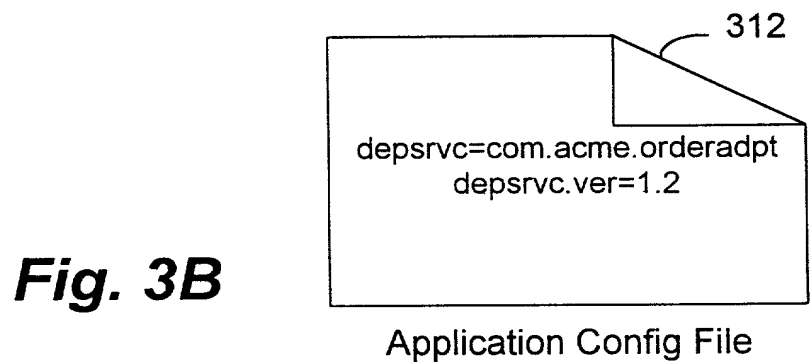 312
depsrvc=com.acme.orderadpt
depsrvc.ver=1.2
Fig. 3B
Application Config File